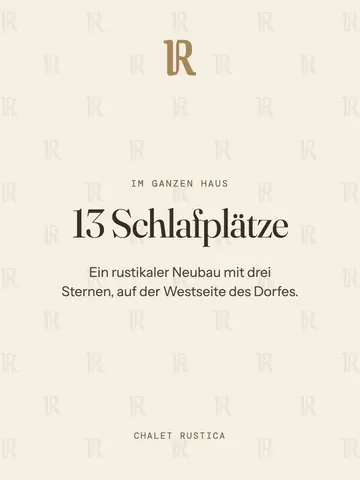 R
IM GANZEN HAUS
13 Schlafplätze
Ein rustikaler Neubau mit drei
Sternen, auf der Westseite des Dorfes.
CHALET RUSTICA